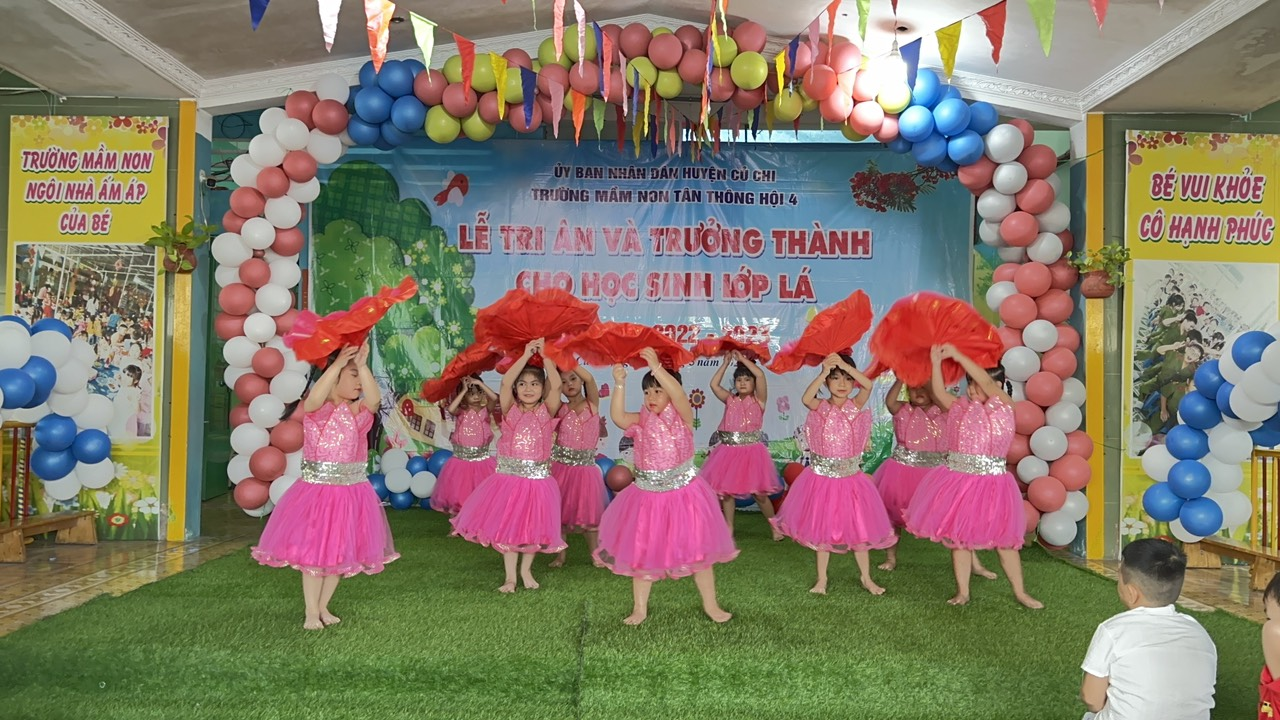 TRƯỜNG MẦM NON
NGÔI NHÀ ẤM ÁP
CỦA BÉ
ỦY BAN NHÂN DÂN HUYỆN CỦ CHI
TRƯỜNG MẦM NON TÂN THÔNG HỘI 4
LỄ TRI ÂN VÀ TRƯỞNG THÀNH
CHO HỌC SINH LỚP LÁ
BÉ VUI KHỎE
CÔ HẠNH PHÚC